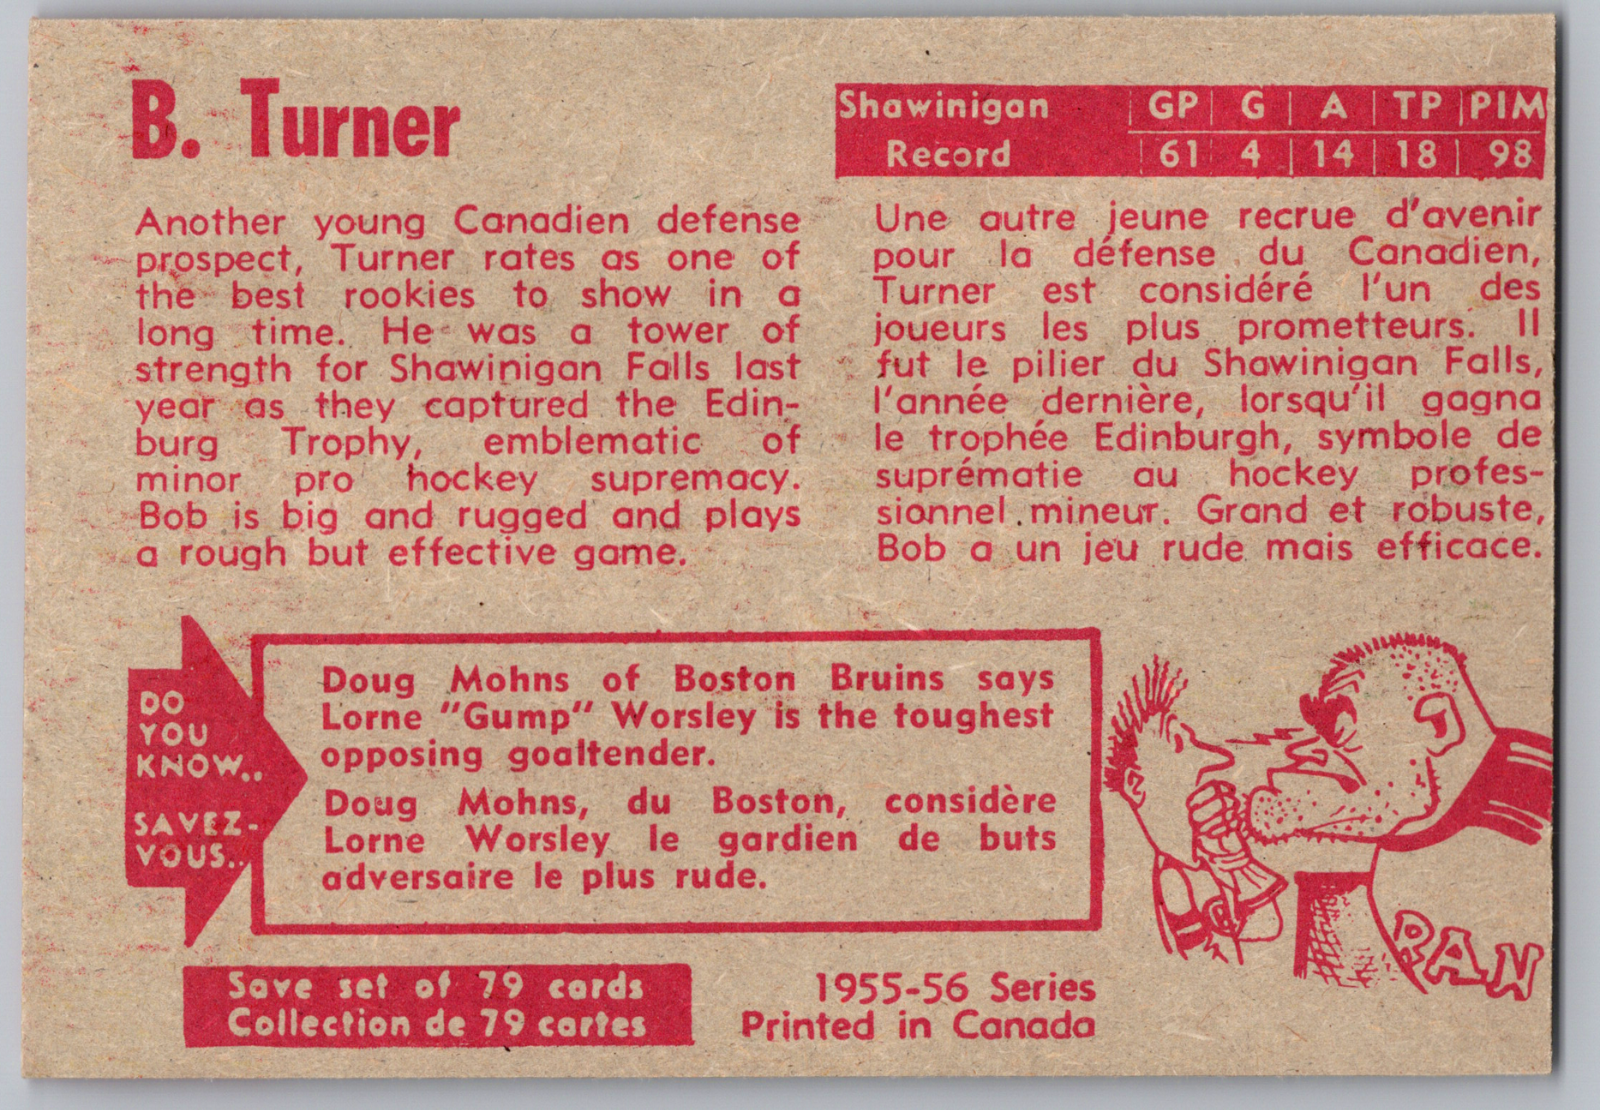 B. Turner
Shawinigan GP G A TP PIM
Record 61 4 14 18 98
Another young Canadien defense
prospect, Turner rates as one of
the best rookies to show in a
long time. He was a tower of
strength for Shawinigan Falls last
year as they captured the Edin-
burg Trophy, emblematic of
minor pro hockey supremacy.
Bob is big and rugged and plays
a rough but effective game.
Une autre jeune recrue d'avenir
pour la défense du Canadien,
Turner est considéré l'un des
joueurs les plus prometteurs. Il
fut le pilier du Shawinigan Falls,
l'année dernière, lorsqu'il gagna
le trophée Edinburgh, symbole de
suprématie au hockey profes-
sionnel mineur. Grand et robuste,
Bob a un jeu rude mais efficace.
DO
YOU
KNOW..
SAVEZ-
VOUS..
Doug Mohns of Boston Bruins says
Lorne "Gump" Worsley is the toughest
opposing goaltender.
Doug Mohns, du Boston, considère
Lorne Worsley le gardien de buts
adversaire le plus rude.
RAN
Save set of 79 cards
Collection de 79 cartes
1955-56 Series
Printed in Canada